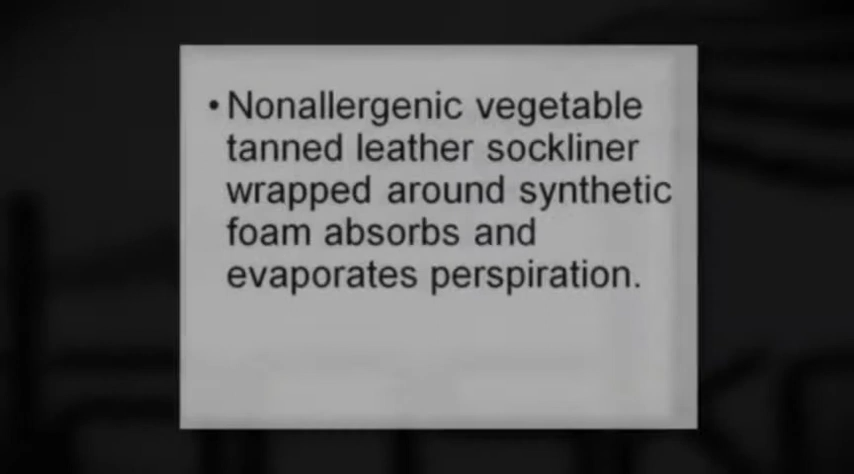 • Nonallergenic vegetable
tanned leather sockliner
wrapped around synthetic
foam absorbs and
evaporates perspiration.